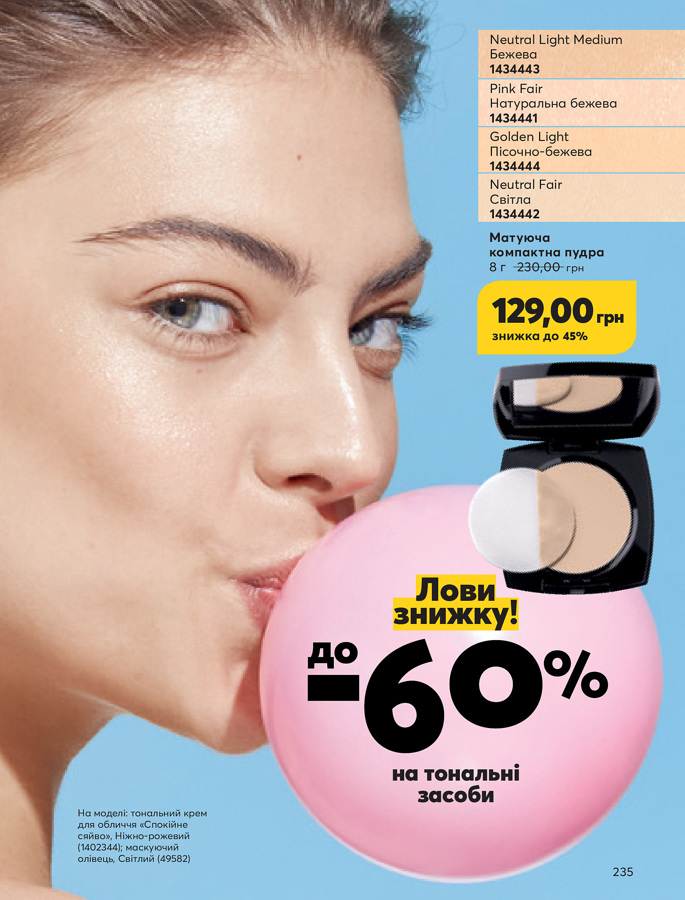 Neutral Light Medium
Бежева
1434443
Pink Fair
Натуральна бежева
1434441
Golden Light
Пісочно-бежева
1434444
Neutral Fair
Світла
1434442
Матуюча
компактна пудра
8 г 230,00 грн
129,00 грн
знижка до 45%
Лови
знижку!
до
-60%
на тональні
засоби
На моделі: тональний крем
для обличчя «Спокійне
сяйво», Ніжно-рожевий
(1402344); маскуючий
олівець, Світлий (49582)
235